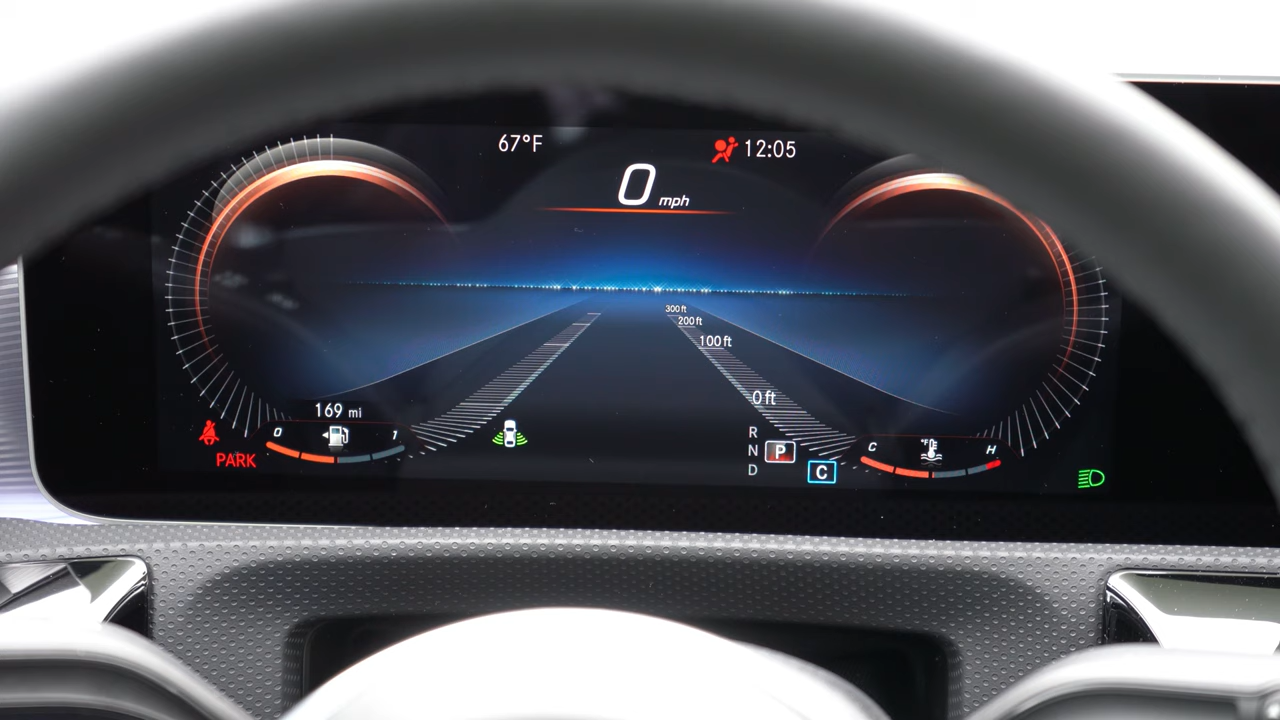 67°F
12:05
0 mph
300 ft
200 ft
100 ft
0 ft
169 mi
0 1
PARK
R
N P
D
C
C °F H